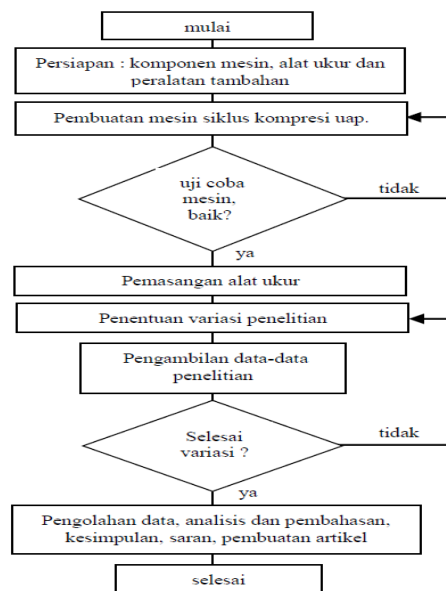 mulai
Persiapan : komponen mesin, alat ukur dan
peralatan tambahan
Pembuatan mesin siklus kompresi uap.
uji coba
mesin,
baik?
tidak
ya
Pemasangan alat ukur
Penentuan variasi penelitian
Pengambilan data-data
penelitian
Selesai
variasi ?
tidak
ya
Pengolahan data, analisis dan pembahasan,
kesimpulan, saran, pembuatan artikel
selesai